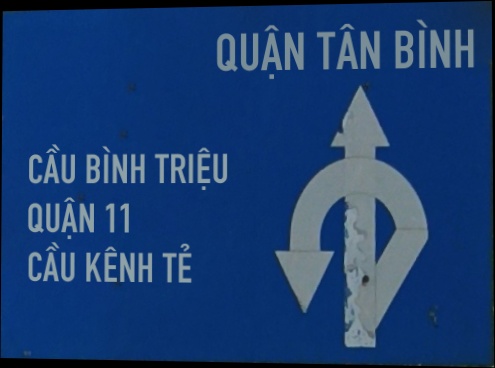 QUẬN TÂN BÌNH
CẦU BÌNH TRIỆU
QUẬN 11
CẦU KÊNH TẺ